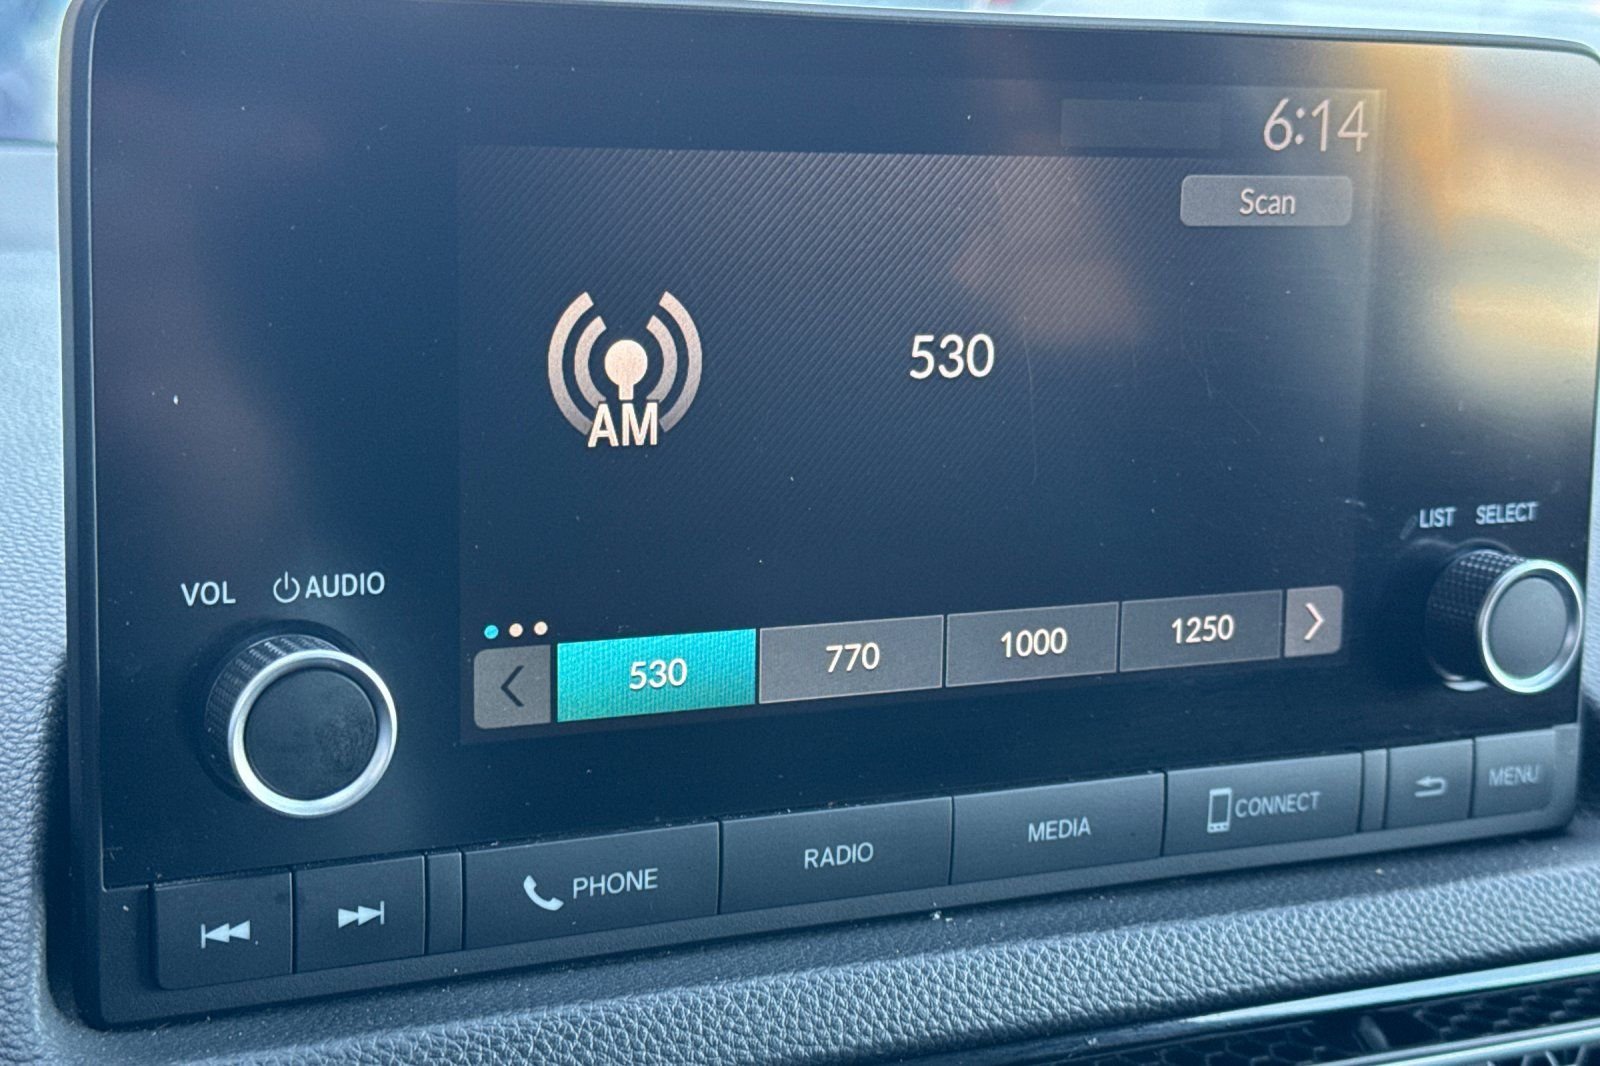 6:14
Scan
530
AM
LIST SELECT
VOL AUDIO
530 770 1000 1250
PHONE RADIO MEDIA CONNECT MENU